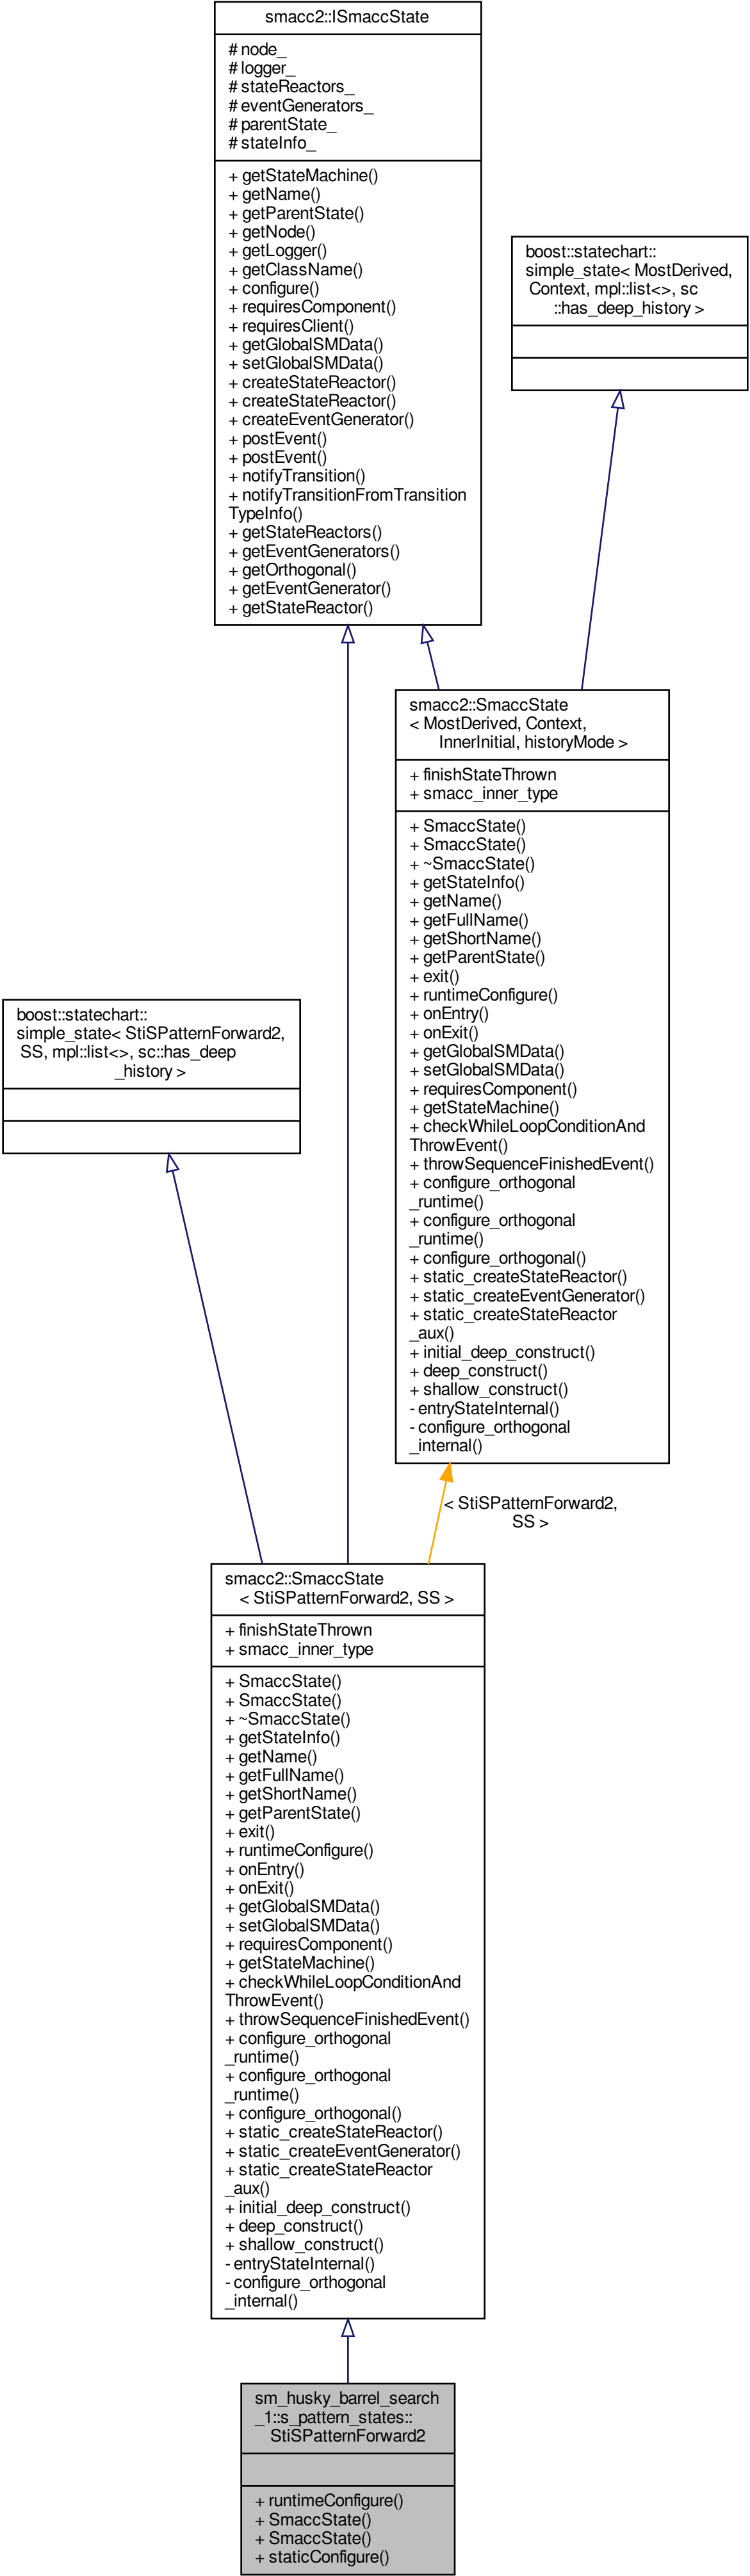 smacc2::ISmaccState
# node_
# logger_
# stateReactors_
# eventGenerators_
# parentState_
# stateInfo_
+ getStateMachine()
+ getName()
+ getParentState()
+ getNode()
+ getLogger()
+ getClassName()
+ configure()
+ requiresComponent()
+ requiresClient()
+ getGlobalSMData()
+ setGlobalSMData()
+ createStateReactor()
+ createStateReactor()
+ createEventGenerator()
+ postEvent()
+ postEvent()
+ notifyTransition()
+ notifyTransitionFromTransition
TypeInfo()
+ getStateReactors()
+ getEventGenerators()
+ getOrthogonal()
+ getEventGenerator()
+ getStateReactor()
boost::statechart::
simple_state< MostDerived,
Context, mpl::list<>, sc
::has_deep_history >
smacc2::SmaccState
< MostDerived, Context,
InnerInitial, historyMode >
+ finishStateThrown
+ smacc_inner_type
+ SmaccState()
+ SmaccState()
+ ~SmaccState()
+ getStateInfo()
+ getName()
+ getFullName()
+ getShortName()
+ getParentState()
+ exit()
+ runtimeConfigure()
+ onEntry()
+ onExit()
+ getGlobalSMData()
+ setGlobalSMData()
+ requiresComponent()
+ getStateMachine()
+ checkWhileLoopConditionAnd
ThrowEvent()
+ throwSequenceFinishedEvent()
+ configure_orthogonal
_runtime()
+ configure_orthogonal
_runtime()
+ configure_orthogonal()
+ static_createStateReactor()
+ static_createEventGenerator()
+ static_createStateReactor
_aux()
+ initial_deep_construct()
+ deep_construct()
+ shallow_construct()
- entryStateInternal()
- configure_orthogonal
_internal()
boost::statechart::
simple_state< StiSPatternForward2,
SS, mpl::list<>, sc::has_deep
_history >
< StiSPatternForward2,
SS >
smacc2::SmaccState
< StiSPatternForward2, SS >
+ finishStateThrown
+ smacc_inner_type
+ SmaccState()
+ SmaccState()
+ ~SmaccState()
+ getStateInfo()
+ getName()
+ getFullName()
+ getShortName()
+ getParentState()
+ exit()
+ runtimeConfigure()
+ onEntry()
+ onExit()
+ getGlobalSMData()
+ setGlobalSMData()
+ requiresComponent()
+ getStateMachine()
+ checkWhileLoopConditionAnd
ThrowEvent()
+ throwSequenceFinishedEvent()
+ configure_orthogonal
_runtime()
+ configure_orthogonal
_runtime()
+ configure_orthogonal()
+ static_createStateReactor()
+ static_createEventGenerator()
+ static_createStateReactor
_aux()
+ initial_deep_construct()
+ deep_construct()
+ shallow_construct()
- entryStateInternal()
- configure_orthogonal
_internal()
sm_husky_barrel_search
_1::s_pattern_states::
StiSPatternForward2
+ runtimeConfigure()
+ SmaccState()
+ SmaccState()
+ staticConfigure()